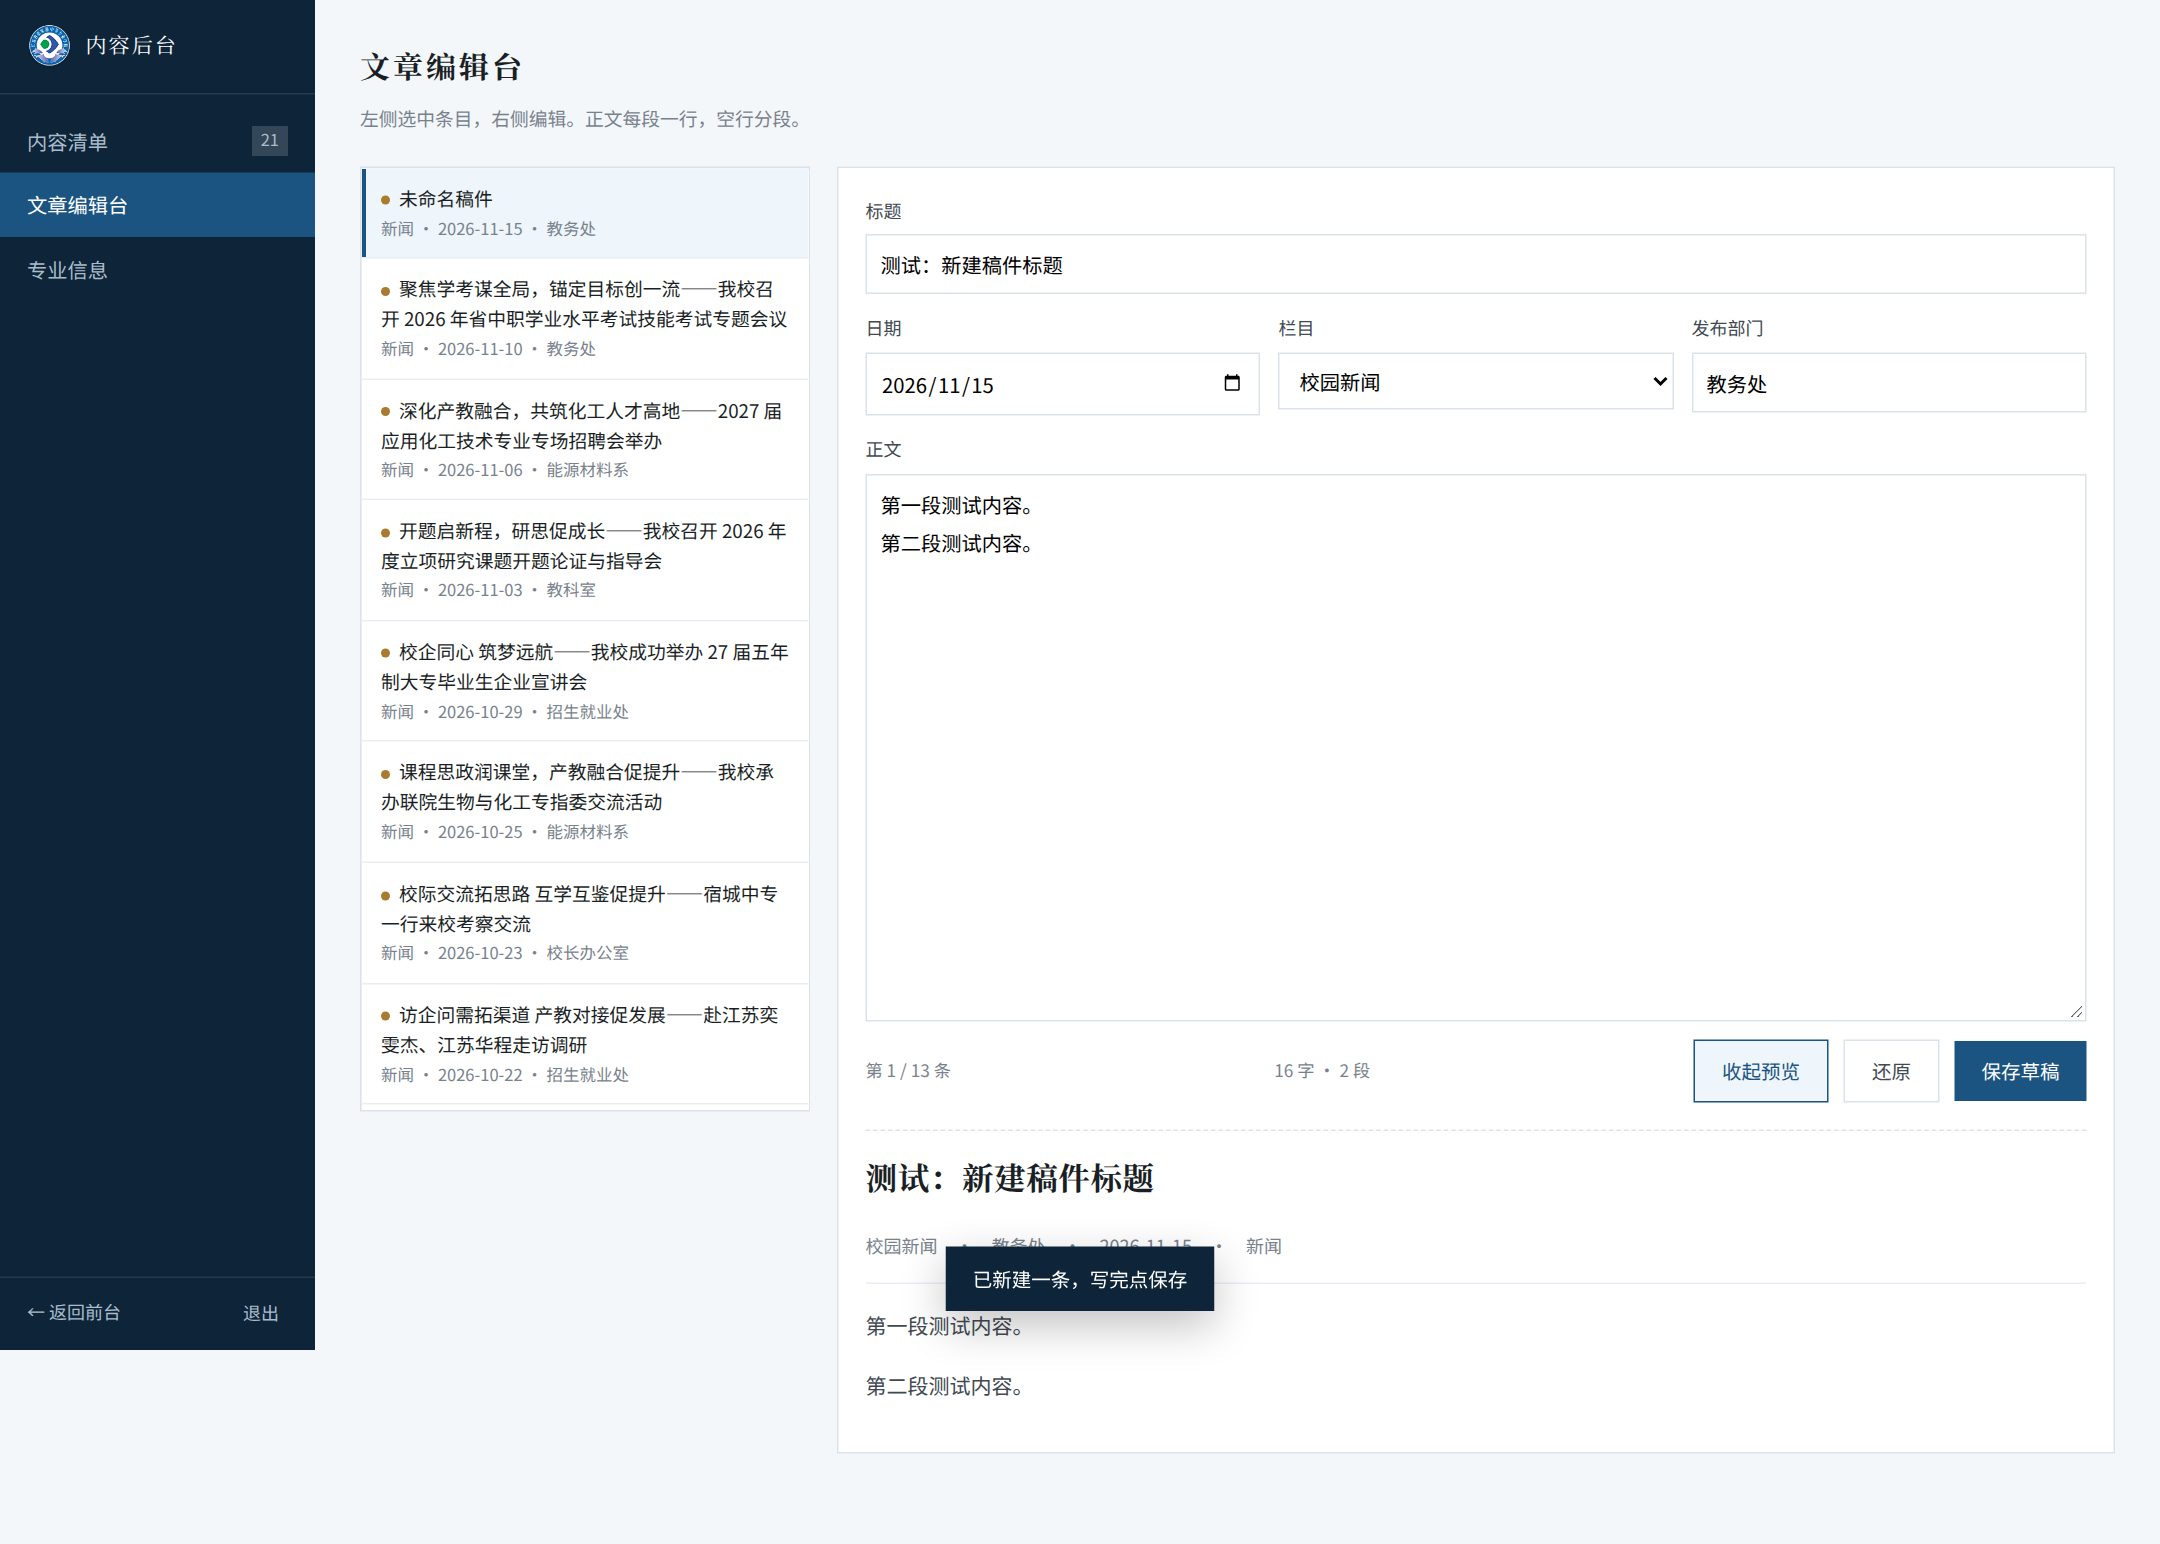 内容后台
内容清单 21
文章编辑台
专业信息
← 返回前台 退出
文章编辑台
左侧选中条目，右侧编辑。正文每段一行，空行分段。
未命名稿件
新闻 · 2026-11-15 · 教务处
聚焦学考谋全局，锚定目标创一流——我校召
开 2026 年省中职学业水平考试技能考试专题会议
新闻 · 2026-11-10 · 教务处
深化产教融合，共筑化工人才高地——2027 届
应用化工技术专业专场招聘会举办
新闻 · 2026-11-06 · 能源材料系
开题启新程，研思促成长——我校召开 2026 年
度立项研究课题开题论证与指导会
新闻 · 2026-11-03 · 教科室
校企同心 筑梦远航——我校成功举办 27 届五年
制大专毕业生企业宣讲会
新闻 · 2026-10-29 · 招生就业处
课程思政润课堂，产教融合促提升——我校承
办联院生物与化工专指委交流活动
新闻 · 2026-10-25 · 能源材料系
校际交流拓思路 互学互鉴促提升——宿城中专
一行来校考察交流
新闻 · 2026-10-23 · 校长办公室
访企问需拓渠道 产教对接促发展——赴江苏奕
雯杰、江苏华程走访调研
新闻 · 2026-10-22 · 招生就业处
标题
测试：新建稿件标题
日期 栏目 发布部门
2026/11/15 校园新闻 教务处
正文
第一段测试内容。
第二段测试内容。
第 1 / 13 条 16 字 · 2 段 收起预览 还原 保存草稿
测试：新建稿件标题
校园新闻 · 教务处 · 2026-11-15 · 新闻
已新建一条，写完点保存
第一段测试内容。
第二段测试内容。